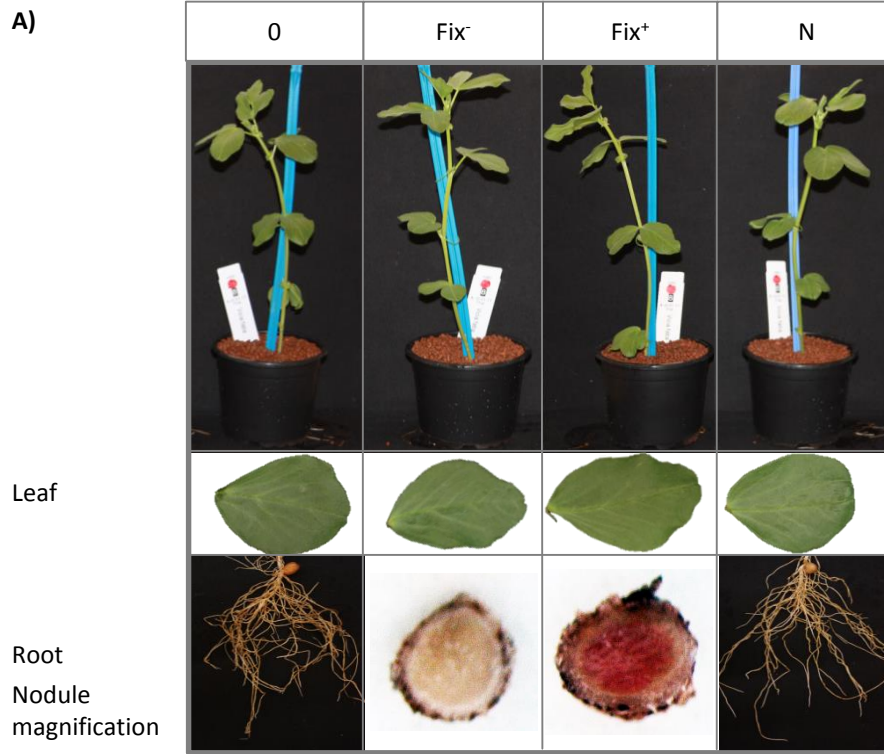 A)
0 Fix⁻ Fix⁺ N
Leaf
Root
Nodule
magnification